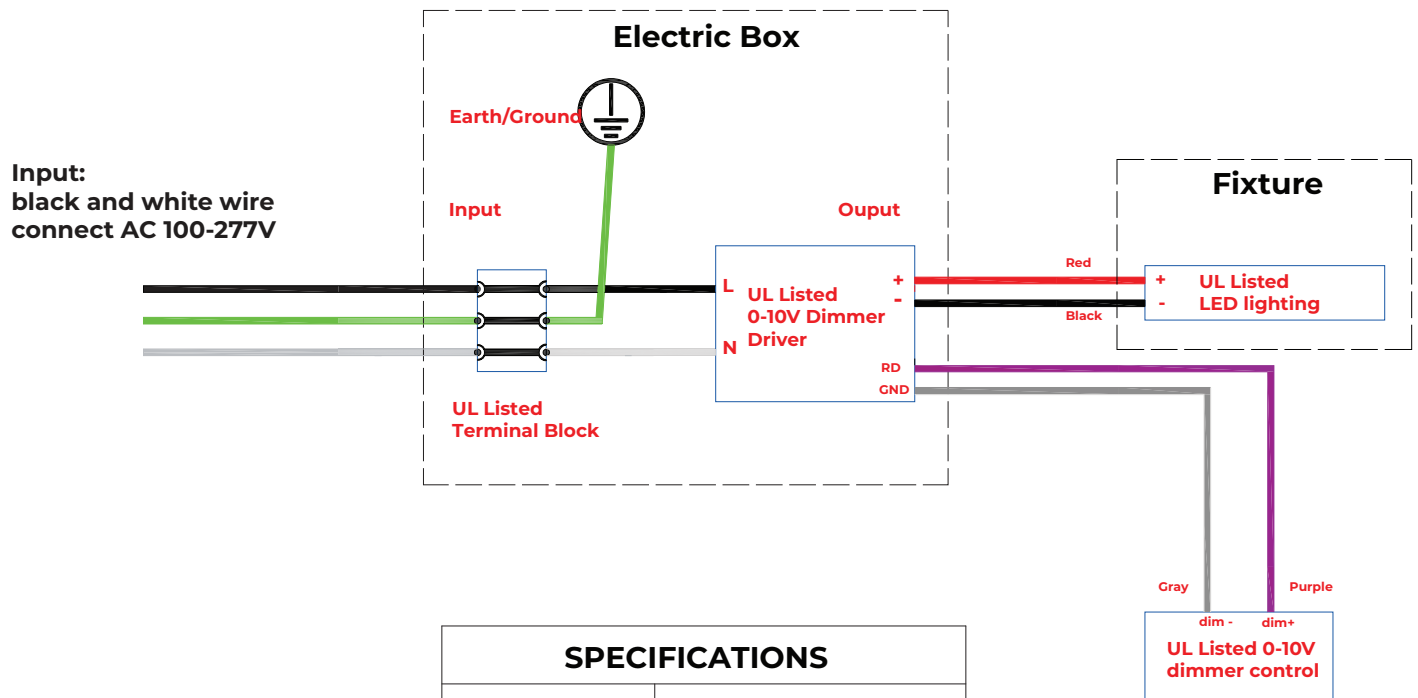 Electric Box
Earth/Ground
Input:
black and white wire
connect AC 100-277V
Input
Ouput
Fixture
L
UL Listed
0-10V Dimmer
Driver
N
+
-
RD
GND
Red
Black
+
-
UL Listed
LED lighting
UL Listed
Terminal Block
Gray
Purple
dim -
dim+
UL Listed 0-10V
dimmer control
SPECIFICATIONS